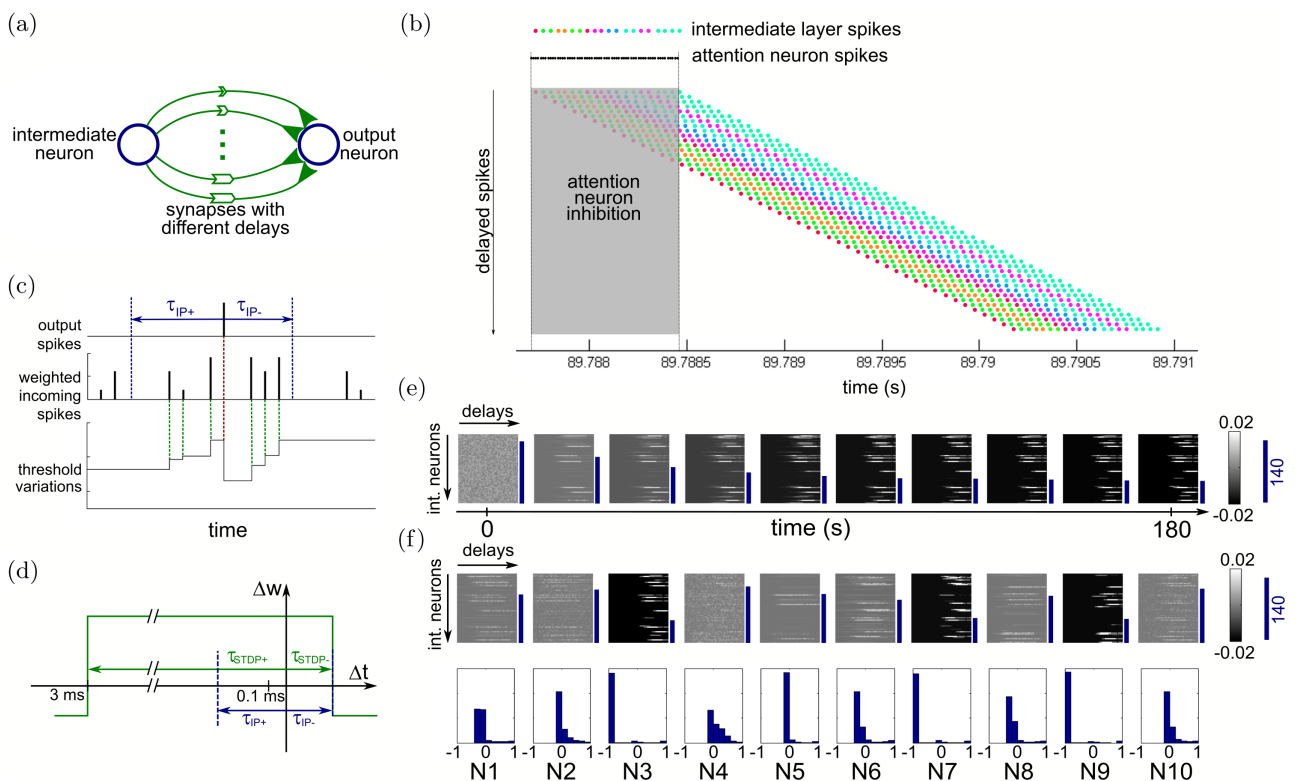 (a)
intermediate
neuron
output
neuron
synapses with
different delays
(b)
intermediate layer spikes
attention neuron spikes
delayed spikes
attention
neuron
inhibition
89.788 89.7885 89.789 89.7895 89.79 89.7905 89.791
time (s)
(c)
τIP+ τIP-
output
spikes
weighted
incoming
spikes
threshold
variations
time
(d)
Δw
τSTDP+ τSTDP-
Δt
3 ms 0.1 ms
τIP+ τIP-
(e)
delays
int. neurons
0.02
-0.02
140
0 time (s) 180
(f)
delays
int. neurons
0.02
-0.02
140
-1 0 1 -1 0 1 -1 0 1 -1 0 1 -1 0 1 -1 0 1 -1 0 1 -1 0 1 -1 0 1 -1 0 1
N1 N2 N3 N4 N5 N6 N7 N8 N9 N10